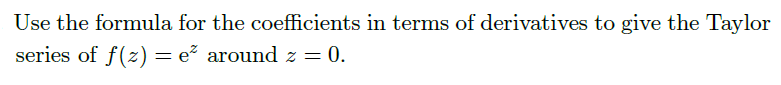 Use the formula for the coefficients in terms of derivatives to give the Taylor
series of f(z) = e^z around z = 0.